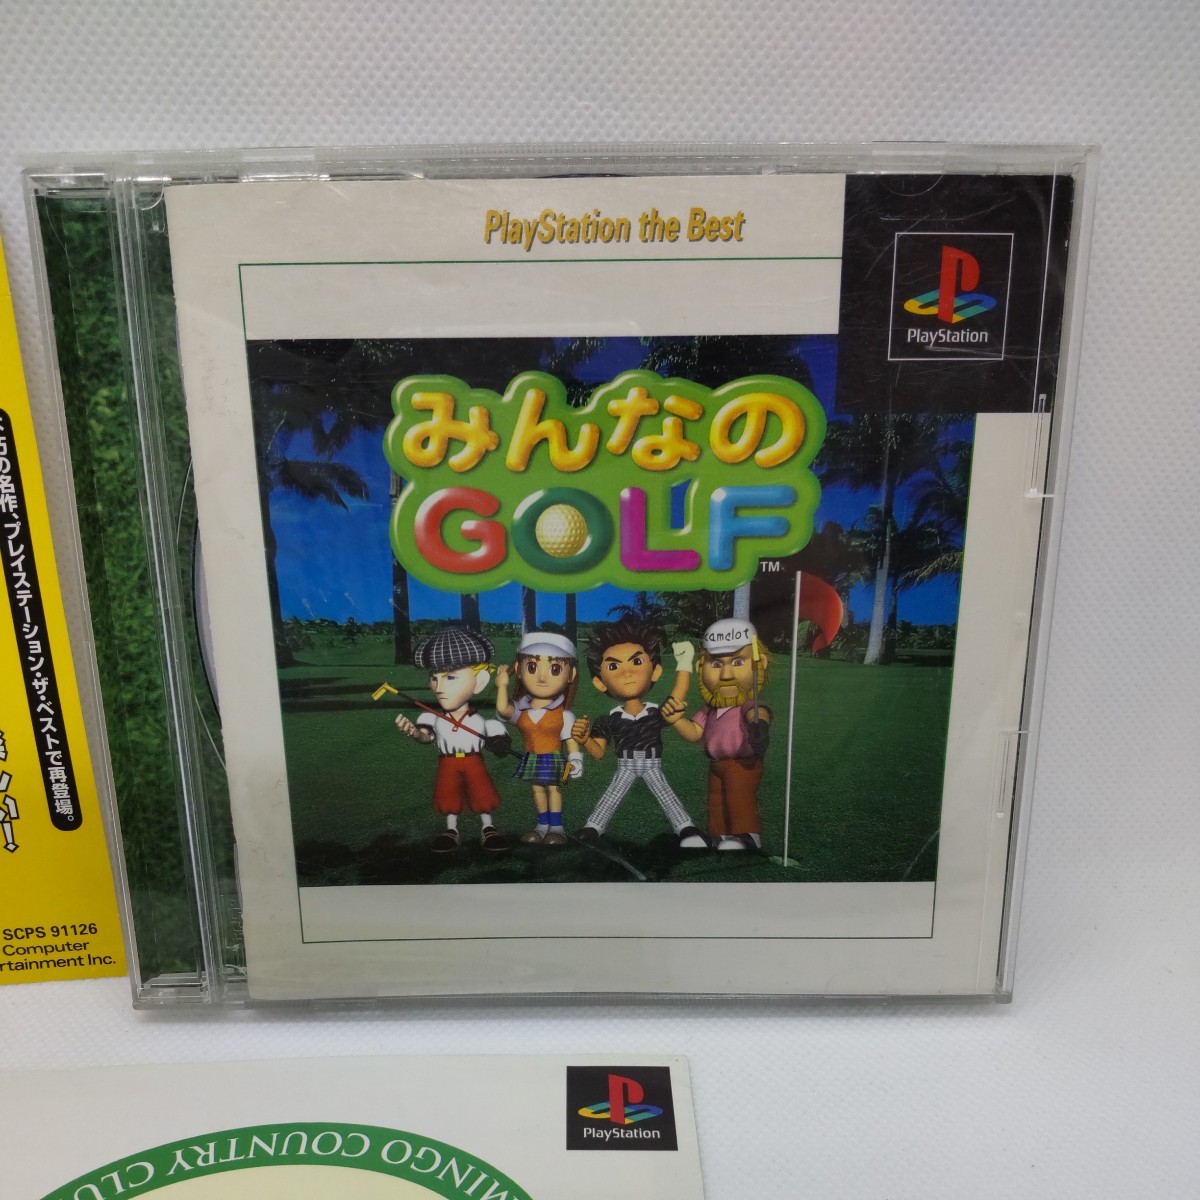 PlayStation the Best
PlayStation
みんなの
GOLF
TM
camelot
の名作、プレイステーション・ザ・ベストで再登場。
SCPS 91126
Computer
rtainment Inc.
PlayStation
MINGO COUNTRY CLU